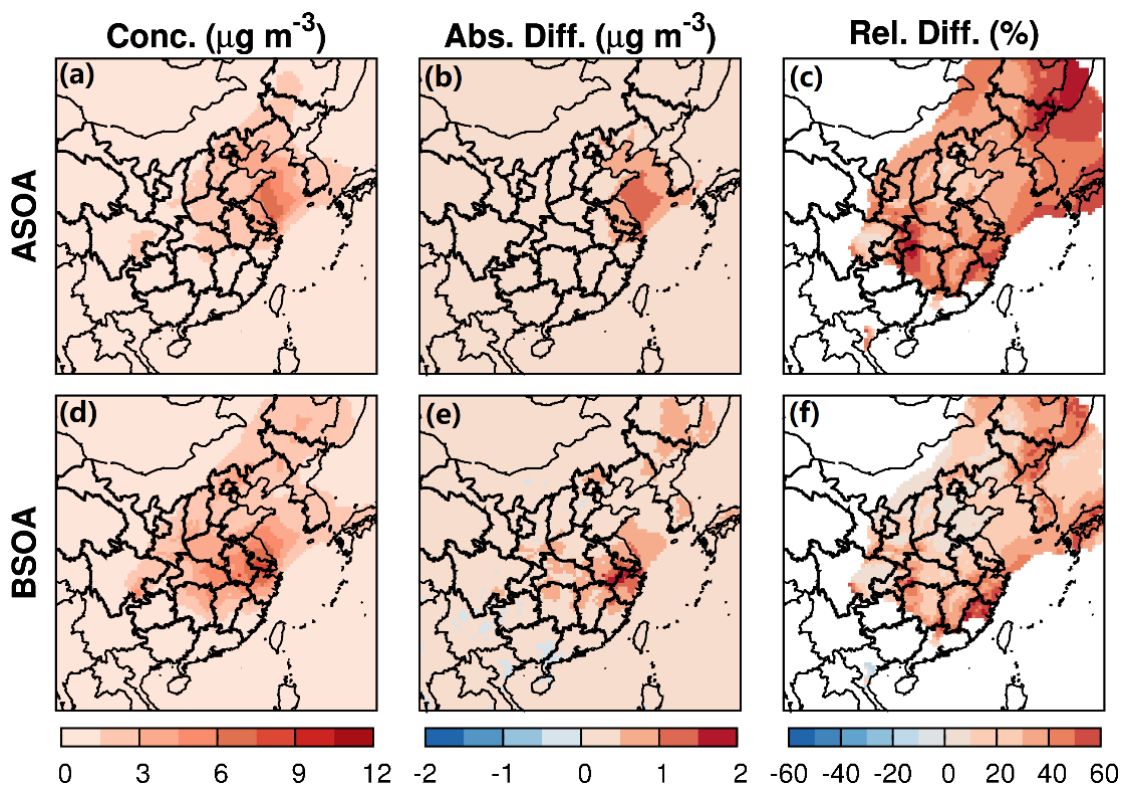 Conc. (μg m⁻³) Abs. Diff. (μg m⁻³) Rel. Diff. (%)
ASOA
(a) (b) (c)
BSOA
(d) (e) (f)
0 3 6 9 12 -2 -1 0 1 2 -60 -40 -20 0 20 40 60